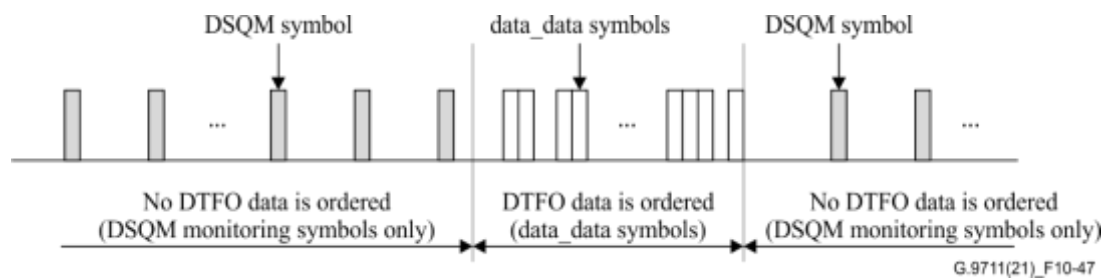 DSQM symbol
data_data symbols
DSQM symbol
...
...
...
No DTFO data is ordered
(DSQM monitoring symbols only)
DTFO data is ordered
(data_data symbols)
No DTFO data is ordered
(DSQM monitoring symbols only)
G.9711(21)_F10-47